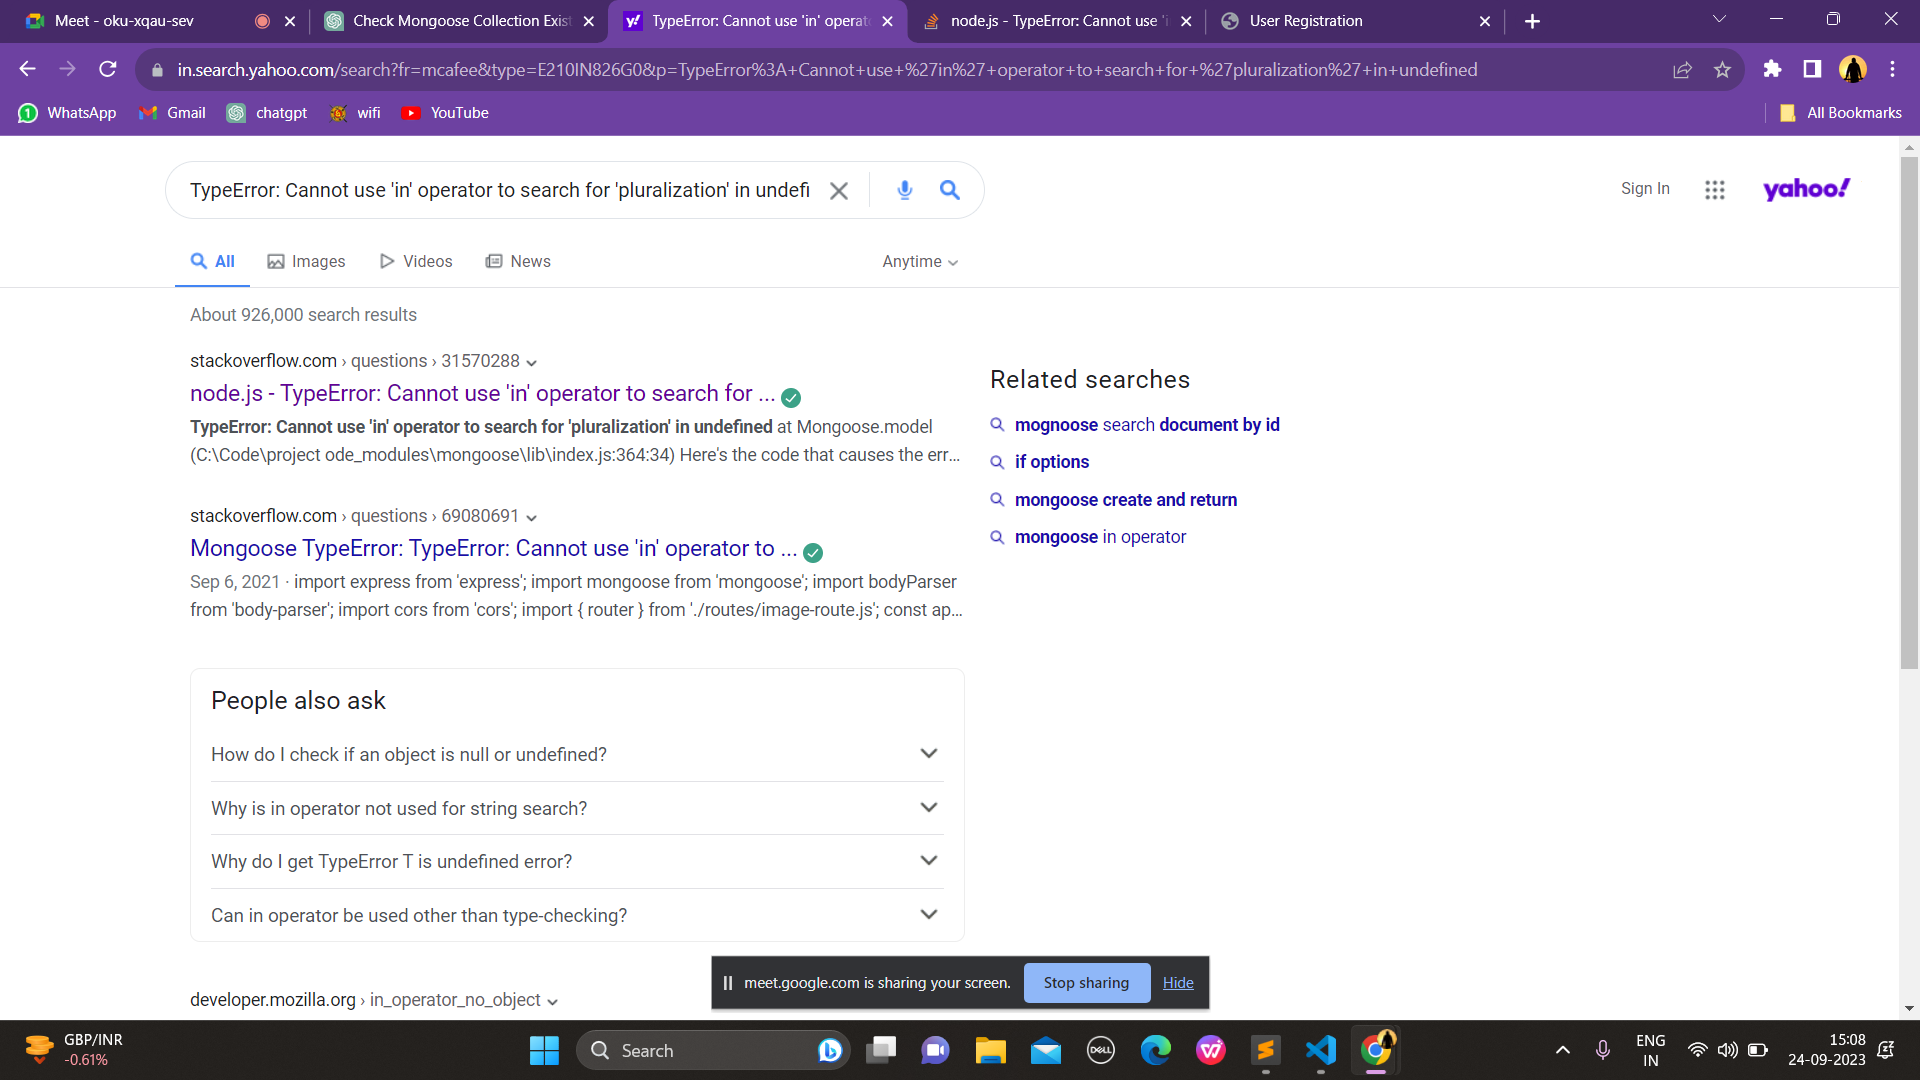 Meet - oku-xqau-sev
Check Mongoose Collection Exist
TypeError: Cannot use 'in' operato
node.js - TypeError: Cannot use 'i
User Registration
in.search.yahoo.com/search?fr=mcafee&type=E210IN826G0&p=TypeError%3A+Cannot+use+%27in%27+operator+to+search+for+%27pluralization%27+in+undefined
WhatsApp
Gmail
chatgpt
wifi
YouTube
All Bookmarks
TypeError: Cannot use 'in' operator to search for 'pluralization' in undefi
Sign In
yahoo!
All
Images
Videos
News
Anytime
About 926,000 search results
stackoverflow.com › questions › 31570288
node.js - TypeError: Cannot use 'in' operator to search for ...
TypeError: Cannot use 'in' operator to search for 'pluralization' in undefined at Mongoose.model
(C:\Code\project ode_modules\mongoose\lib\index.js:364:34) Here's the code that causes the err...
stackoverflow.com › questions › 69080691
Mongoose TypeError: TypeError: Cannot use 'in' operator to ...
Sep 6, 2021 · import express from 'express'; import mongoose from 'mongoose'; import bodyParser
from 'body-parser'; import cors from 'cors'; import { router } from './routes/image-route.js'; const ap...
Related searches
mognoose search document by id
if options
mongoose create and return
mongoose in operator
People also ask
How do I check if an object is null or undefined?
Why is in operator not used for string search?
Why do I get TypeError T is undefined error?
Can in operator be used other than type-checking?
developer.mozilla.org › in_operator_no_object
meet.google.com is sharing your screen.
Stop sharing
Hide
GBP/INR
-0.61%
Search
DELL
ENG
IN
15:08
24-09-2023